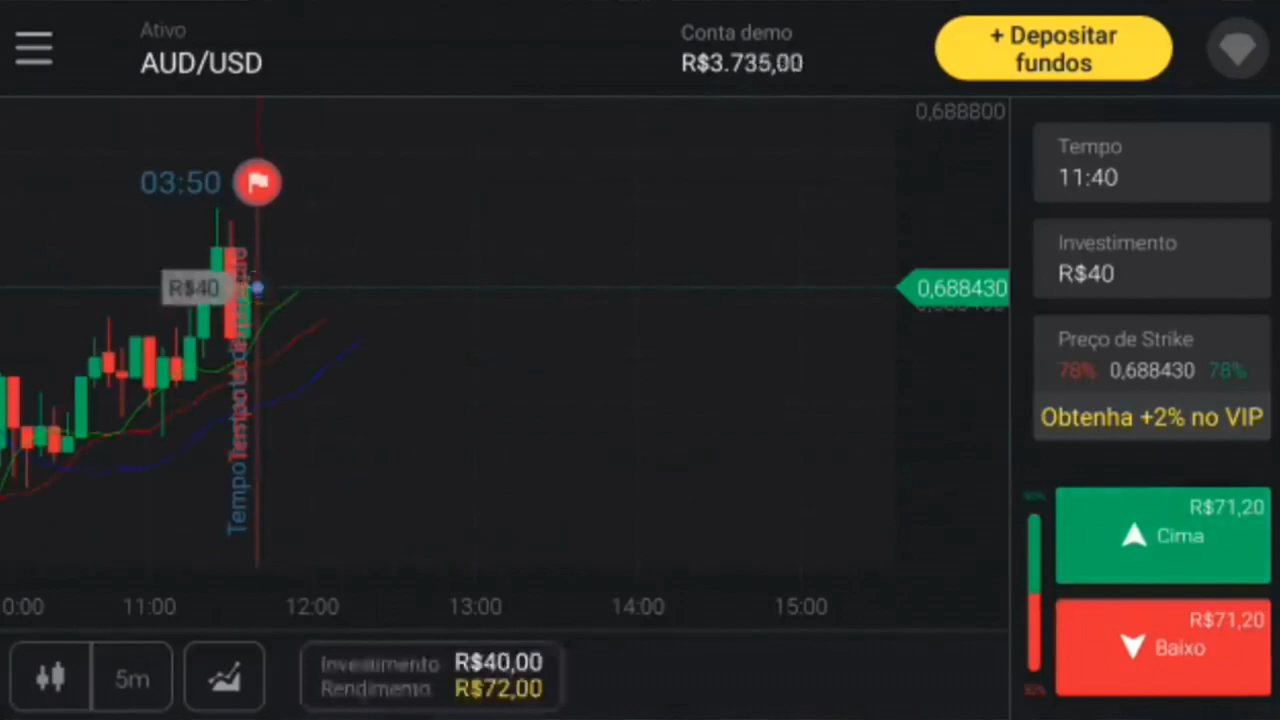 Ativo
AUD/USD
Conta demo
R$3.735,00
+ Depositar
fundos
0,688800
03:50
R$40
0,688430
Tempo
11:40
Investimento
R$40
Preço de Strike
78% 0,688430 78%
Obtenha +2% no VIP
R$71,20
Cima
R$71,20
Baixo
Tempo
0:00 11:00 12:00 13:00 14:00 15:00
5m
Investimento R$40,00
Rendimento R$72,00